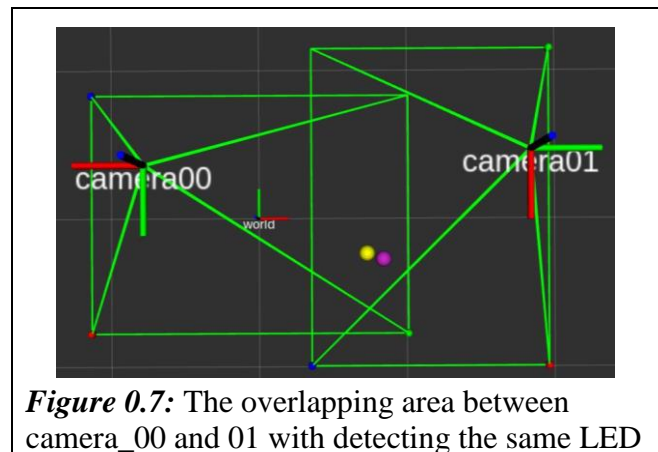 camera00
camera01
world
Figure 0.7: The overlapping area between
camera_00 and 01 with detecting the same LED